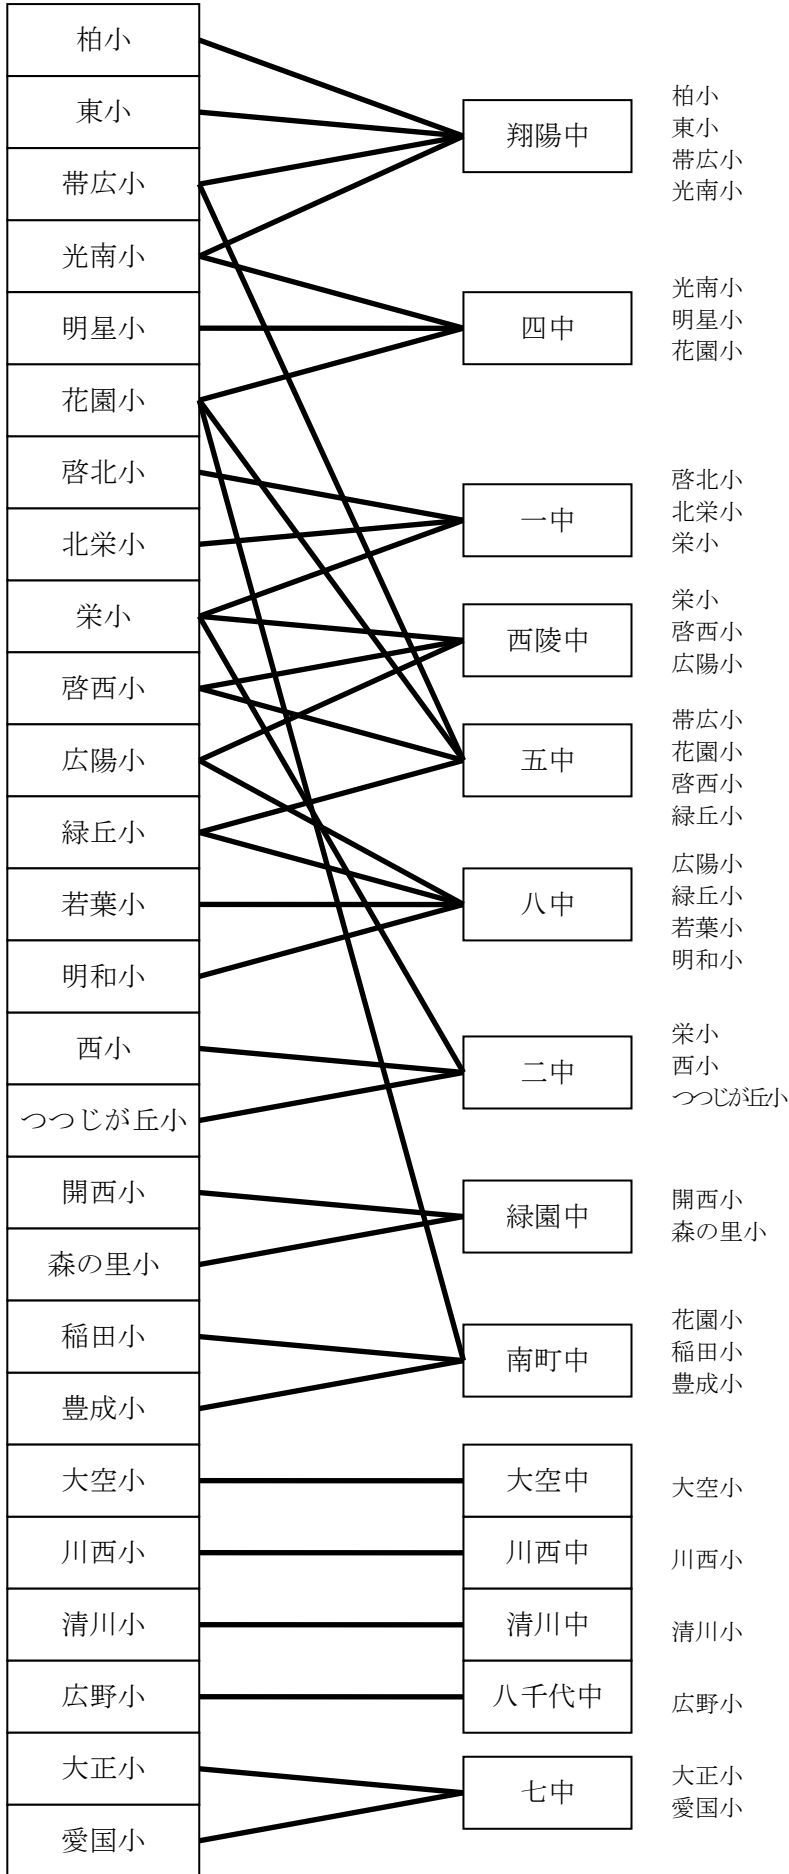 柏小
東小
帯広小
光南小
明星小
花園小
啓北小
北栄小
栄小
啓西小
広陽小
緑丘小
若葉小
明和小
西小
つつじが丘小
開西小
森の里小
稲田小
豊成小
大空小
川西小
清川小
広野小
大正小
愛国小
翔陽中
柏小
東小
帯広小
光南小
四中
光南小
明星小
花園小
一中
啓北小
北栄小
栄小
西陵中
栄小
啓西小
広陽小
五中
帯広小
花園小
啓西小
緑丘小
八中
広陽小
緑丘小
若葉小
明和小
二中
栄小
西小
つつじが丘小
緑園中
開西小
森の里小
南町中
花園小
稲田小
豊成小
大空中
大空小
川西中
川西小
清川中
清川小
八千代中
広野小
七中
大正小
愛国小